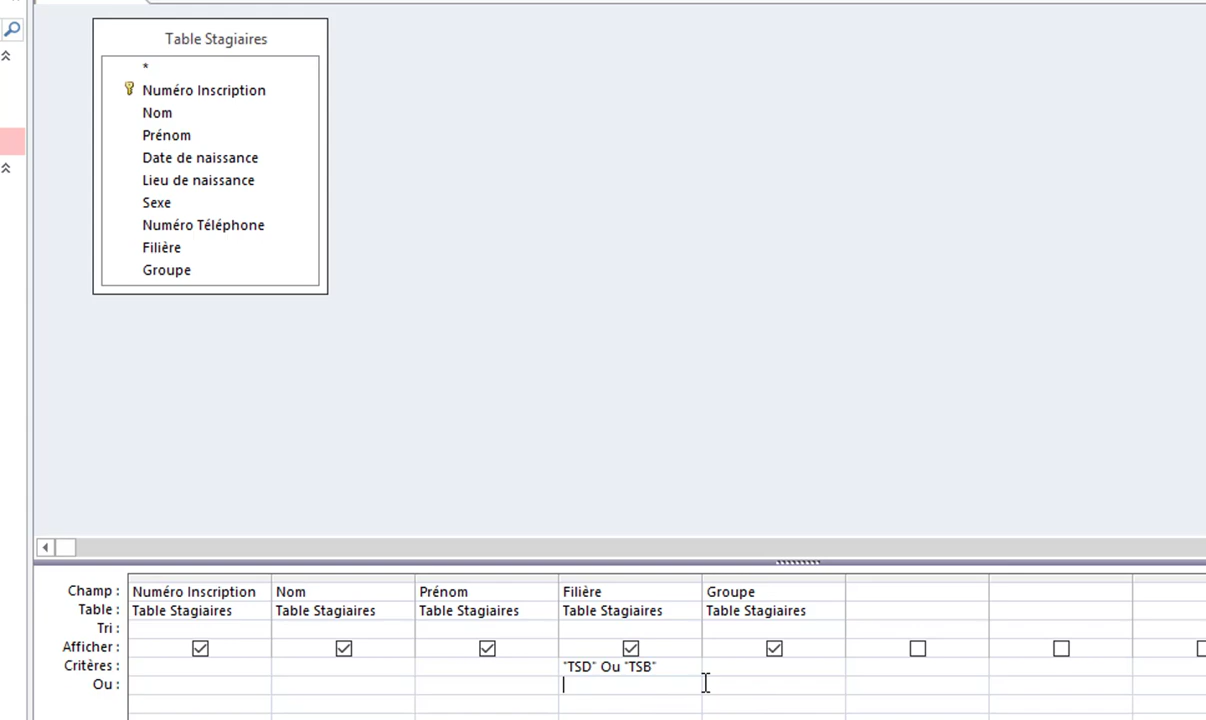 Table Stagiaires
*
Numéro Inscription
Nom
Prénom
Date de naissance
Lieu de naissance
Sexe
Numéro Téléphone
Filière
Groupe
Champ : Numéro Inscription Nom Prénom Filière Groupe
Table : Table Stagiaires Table Stagiaires Table Stagiaires Table Stagiaires Table Stagiaires
Tri :
Afficher :
Critères : "TSD" Ou "TSB"
Ou :